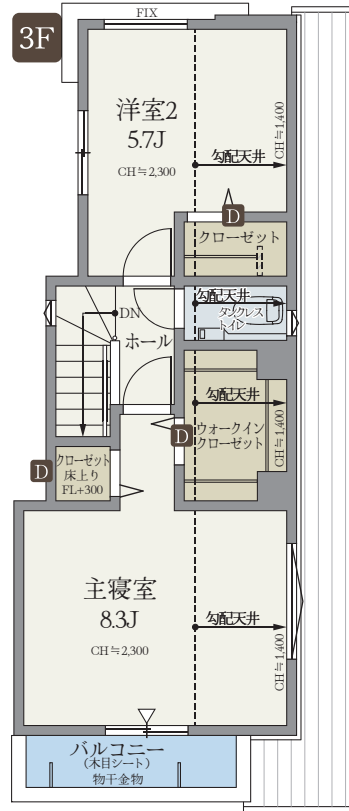 3F
FIX
洋室2
5.7J
CH≒2,300
勾配天井
CH≒1,400
D
クローゼット
勾配天井
タンクレス
トイレ
DN
ホール
勾配天井
CH≒1,400
D
ウォークイン
クローゼット
D
クローゼット
床上り
FL+300
主寝室
8.3J
CH≒2,300
勾配天井
CH≒1,400
バルコニー
(木目シート)
物干金物